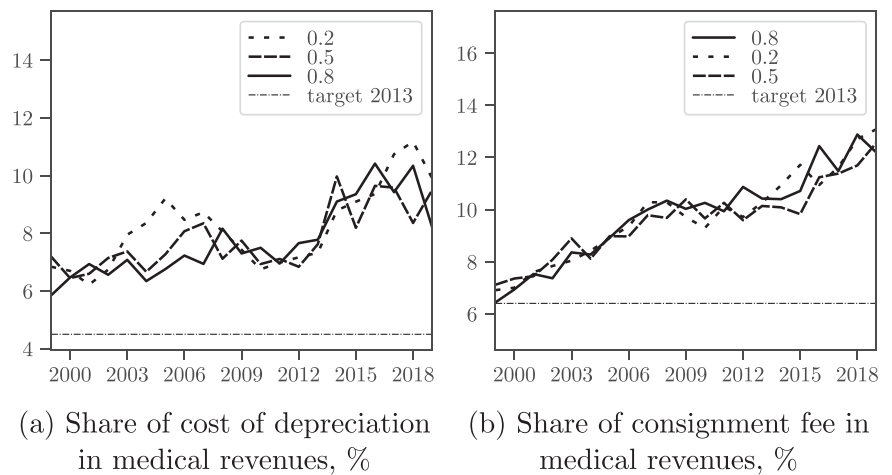 14
12
10
8
6
4
0.2
0.5
0.8
target 2013
2000 2003 2006 2009 2012 2015 2018
(a) Share of cost of depreciation
in medical revenues, %
16
14
12
10
8
6
0.8
0.2
0.5
target 2013
2000 2003 2006 2009 2012 2015 2018
(b) Share of consignment fee in
medical revenues, %